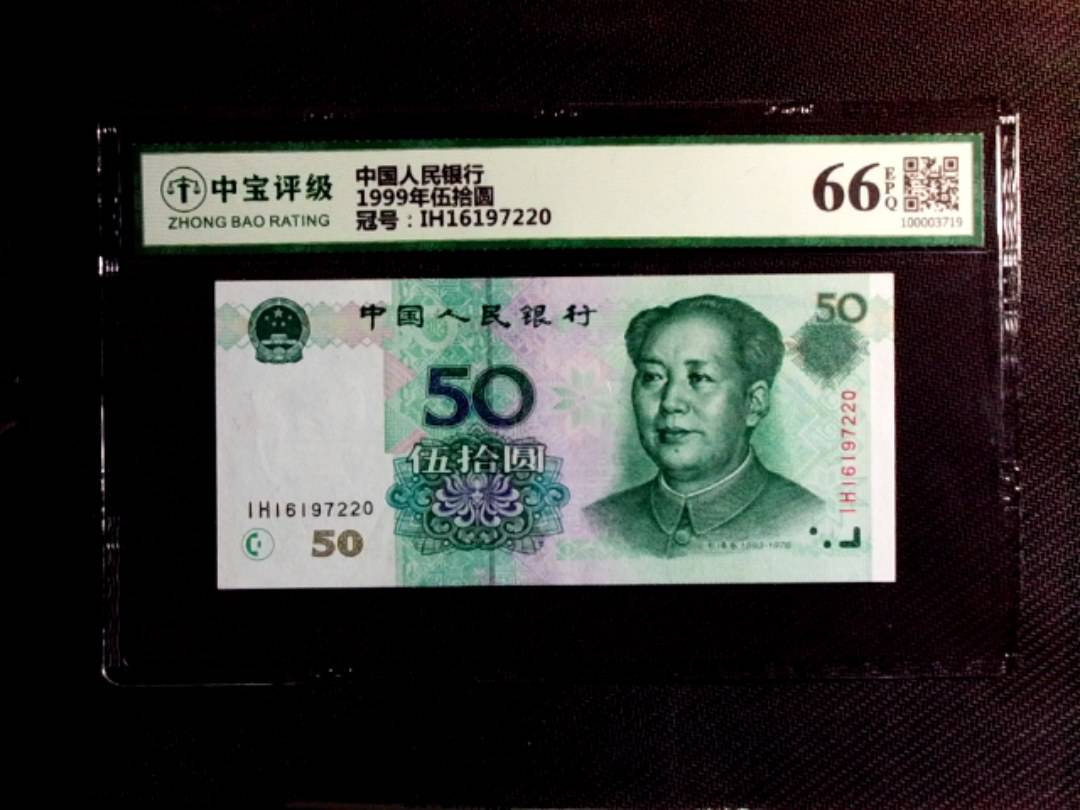 中宝评级
ZHONG BAO RATING
中国人民银行
1999年伍拾圆
冠号：IH16197220
66
EPQ
100003719
中国人民银行
50
50
伍拾圆
IH16197220
50
IH16197220